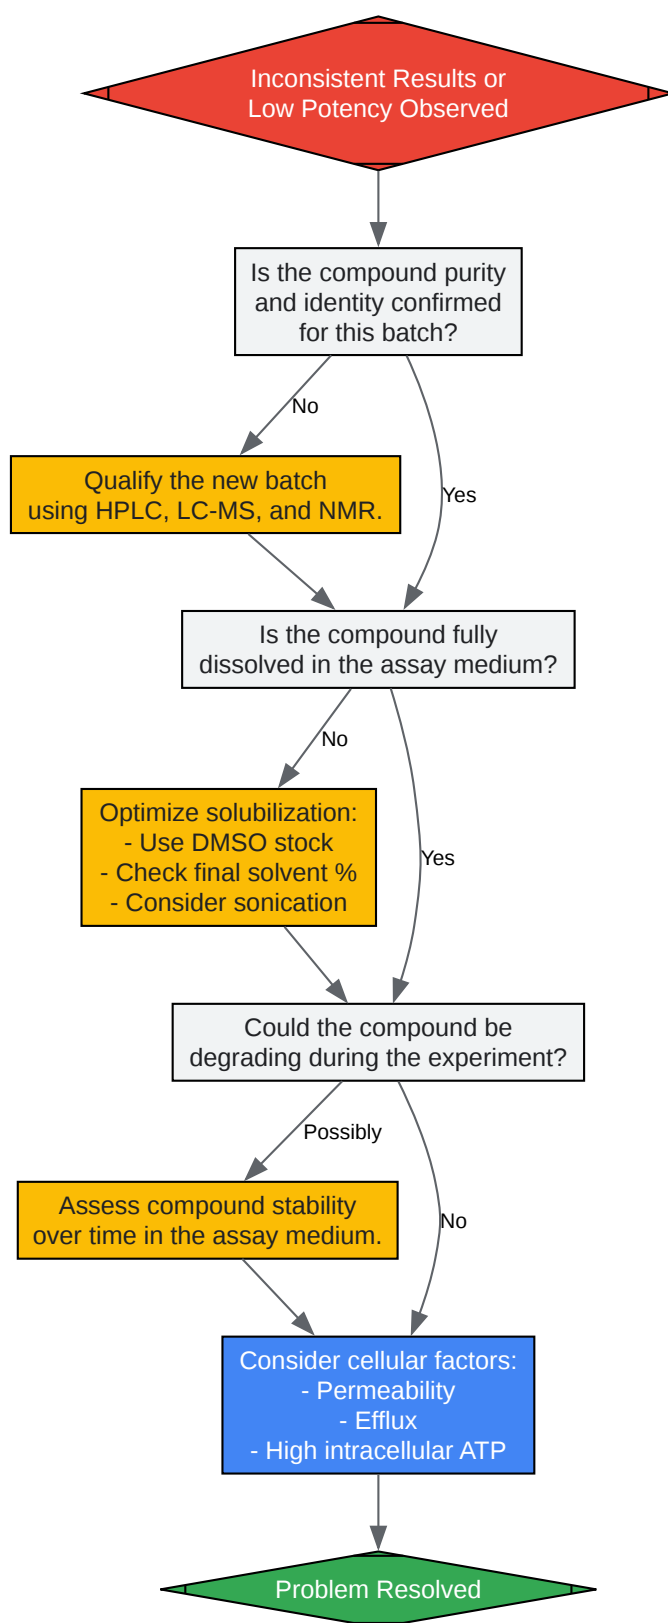 Inconsistent Results or
Low Potency Observed
Is the compound purity
and identity confirmed
for this batch?
No
Yes
Qualify the new batch
using HPLC, LC-MS, and NMR.
Is the compound fully
dissolved in the assay medium?
No
Yes
Optimize solubilization:
- Use DMSO stock
- Check final solvent %
- Consider sonication
Could the compound be
degrading during the experiment?
Possibly
No
Assess compound stability
over time in the assay medium.
Consider cellular factors:
- Permeability
- Efflux
- High intracellular ATP
Problem Resolved